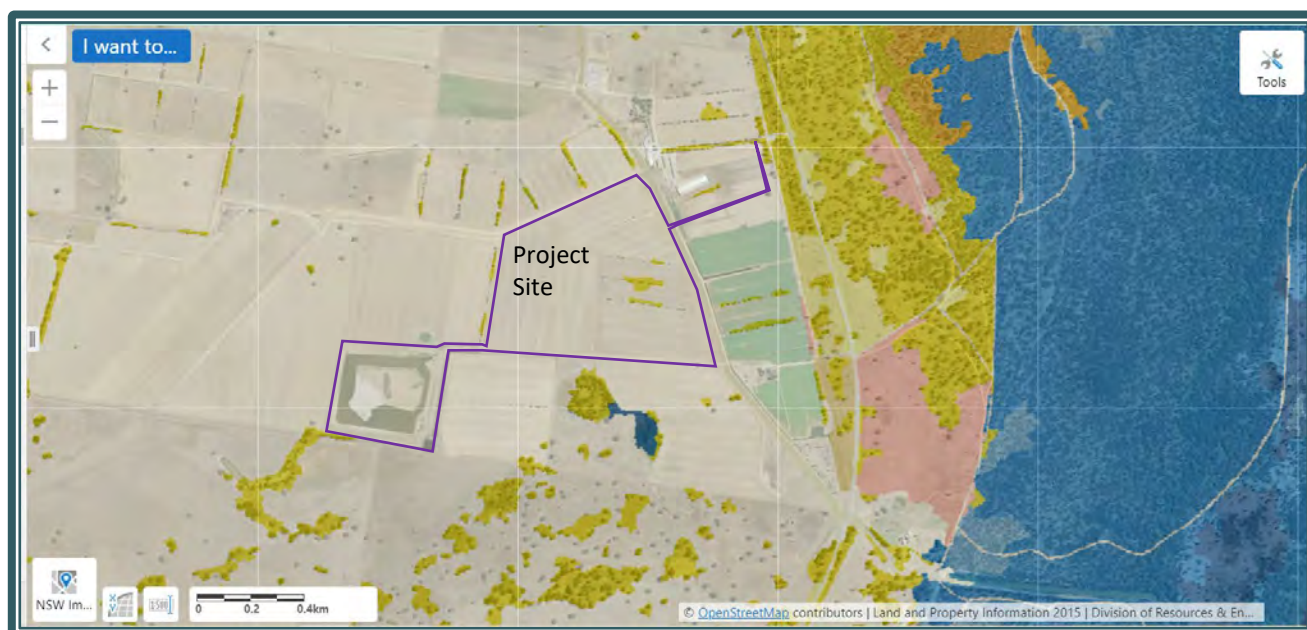 I want to...
Tools
Project
Site
NSW Im...
0 0.2 0.4km
© OpenStreetMap contributors | Land and Property Information 2015 | Division of Resources & En...